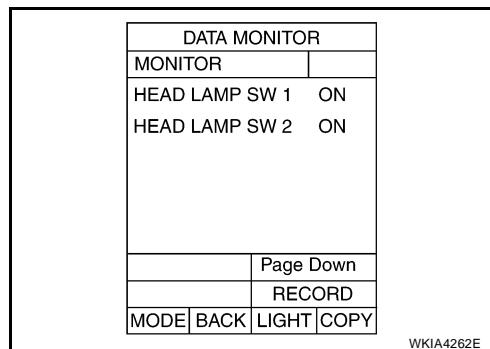 DATA MONITOR
MONITOR
HEAD LAMP SW 1 ON
HEAD LAMP SW 2 ON
Page Down
RECORD
MODE BACK LIGHT COPY
WKIA4262E